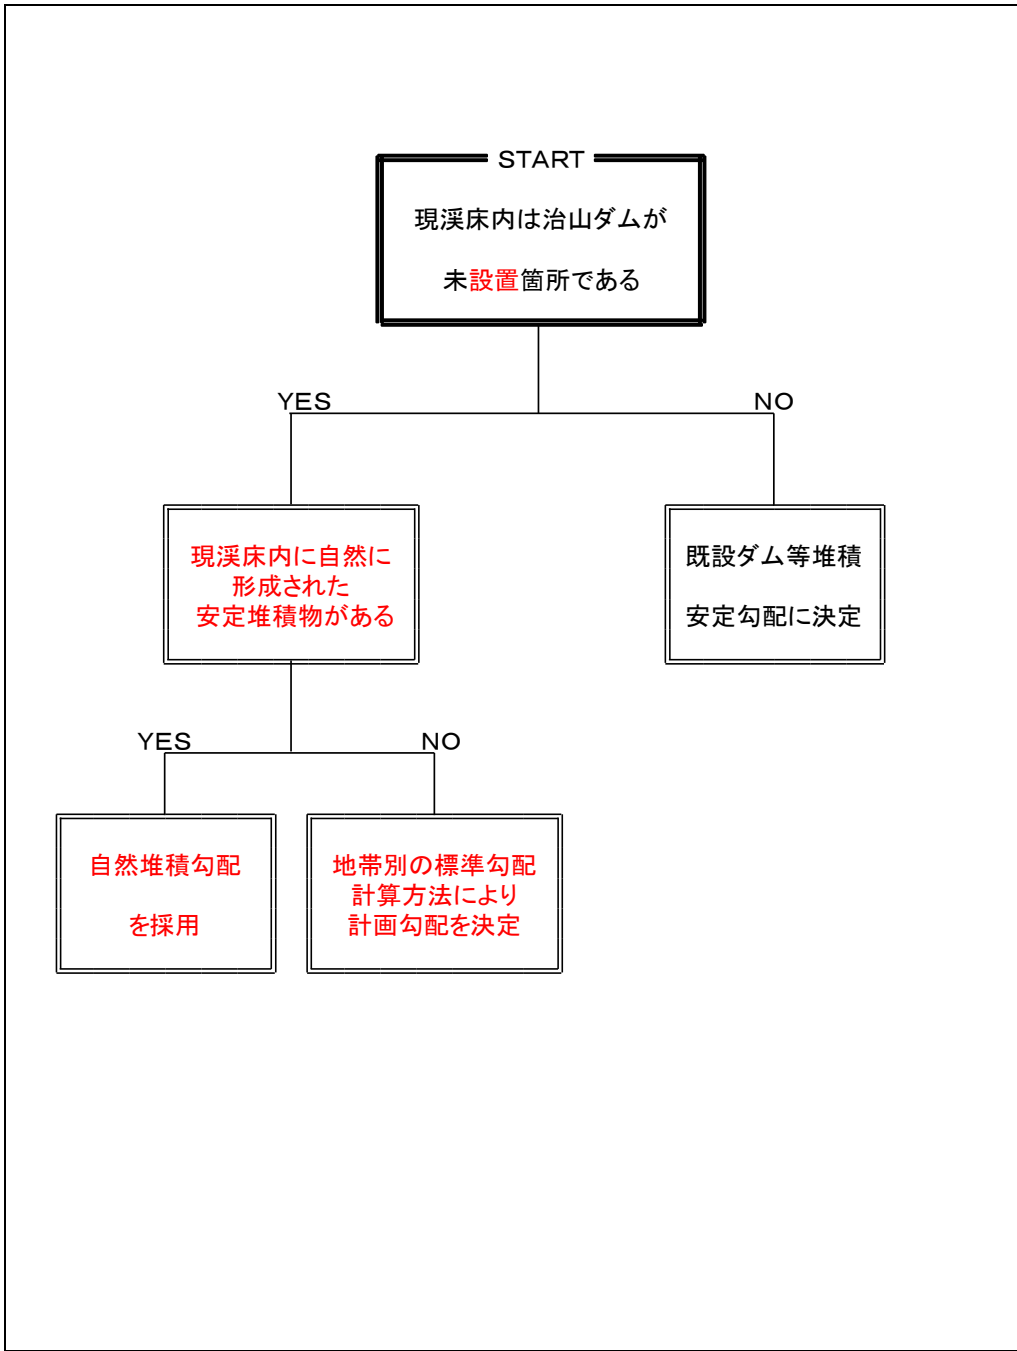 START
現渓床内は治山ダムが
未設置箇所である
YES
NO
現渓床内に自然に
形成された
安定堆積物がある
既設ダム等堆積
安定勾配に決定
YES
NO
自然堆積勾配
を採用
地帯別の標準勾配
計算方法により
計画勾配を決定